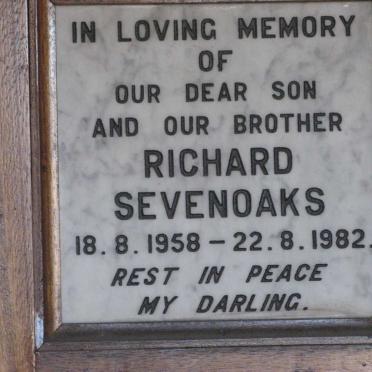 IN LOVING MEMORY
OF
OUR DEAR SON
AND OUR BROTHER
RICHARD
SEVENOAKS
18.8.1958 – 22.8.1982.
REST IN PEACE
MY DARLING.